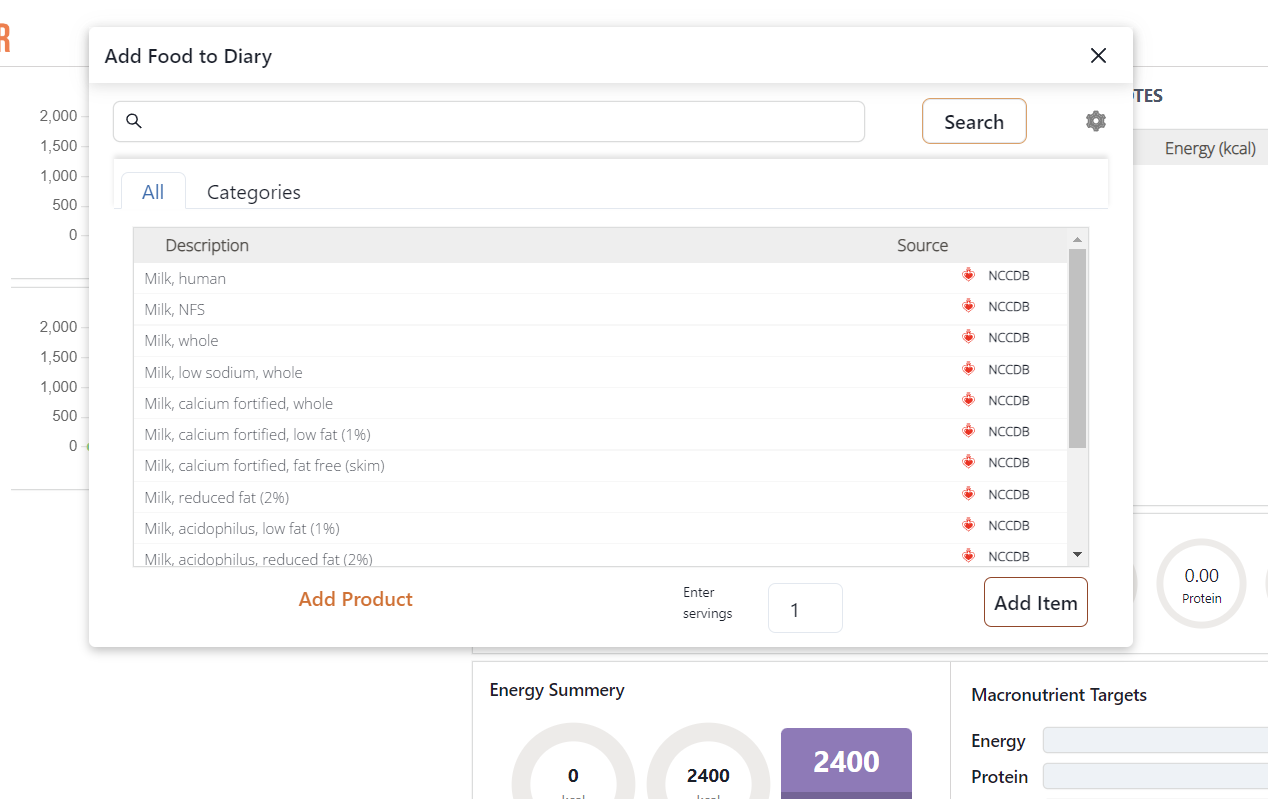 R
Add Food to Diary
Search
OTES
Energy (kcal)
2,000
1,500
1,000
500
0
2,000
1,500
1,000
500
0
All
Categories
Description Source
Milk, human NCCDB
Milk, NFS NCCDB
Milk, whole NCCDB
Milk, low sodium, whole NCCDB
Milk, calcium fortified, whole NCCDB
Milk, calcium fortified, low fat (1%) NCCDB
Milk, calcium fortified, fat free (skim) NCCDB
Milk, reduced fat (2%) NCCDB
Milk, acidophilus, low fat (1%) NCCDB
Milk, acidophilus, reduced fat (2%) NCCDB
Add Product
Enter
servings
1
Add Item
0.00
Protein
Energy Summery
0
kcal
2400
kcal
2400
Macronutrient Targets
Energy
Protein